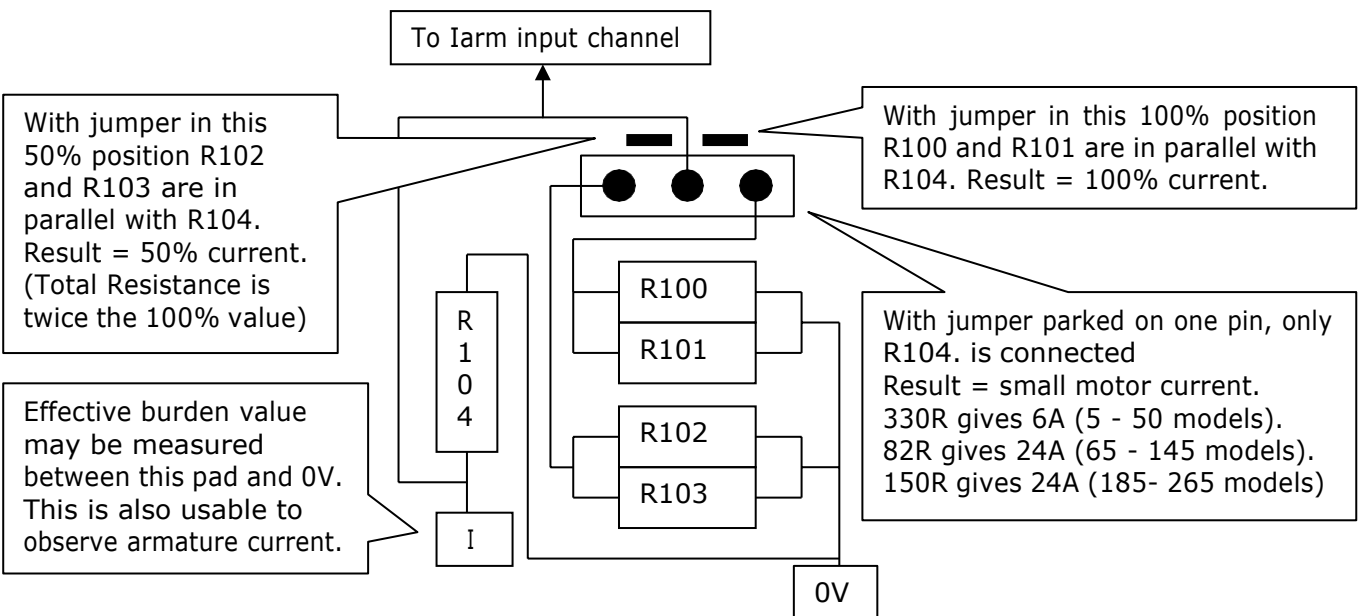 To Iarm input channel
With jumper in this
50% position R102
and R103 are in
parallel with R104.
Result = 50% current.
(Total Resistance is
twice the 100% value)
With jumper in this 100% position
R100 and R101 are in parallel with
R104. Result = 100% current.
R
1
0
4
R100
R101
R102
R103
With jumper parked on one pin, only
R104. is connected
Result = small motor current.
330R gives 6A (5 - 50 models).
82R gives 24A (65 - 145 models).
150R gives 24A (185- 265 models)
Effective burden value
may be measured
between this pad and 0V.
This is also usable to
observe armature current.
I
0V